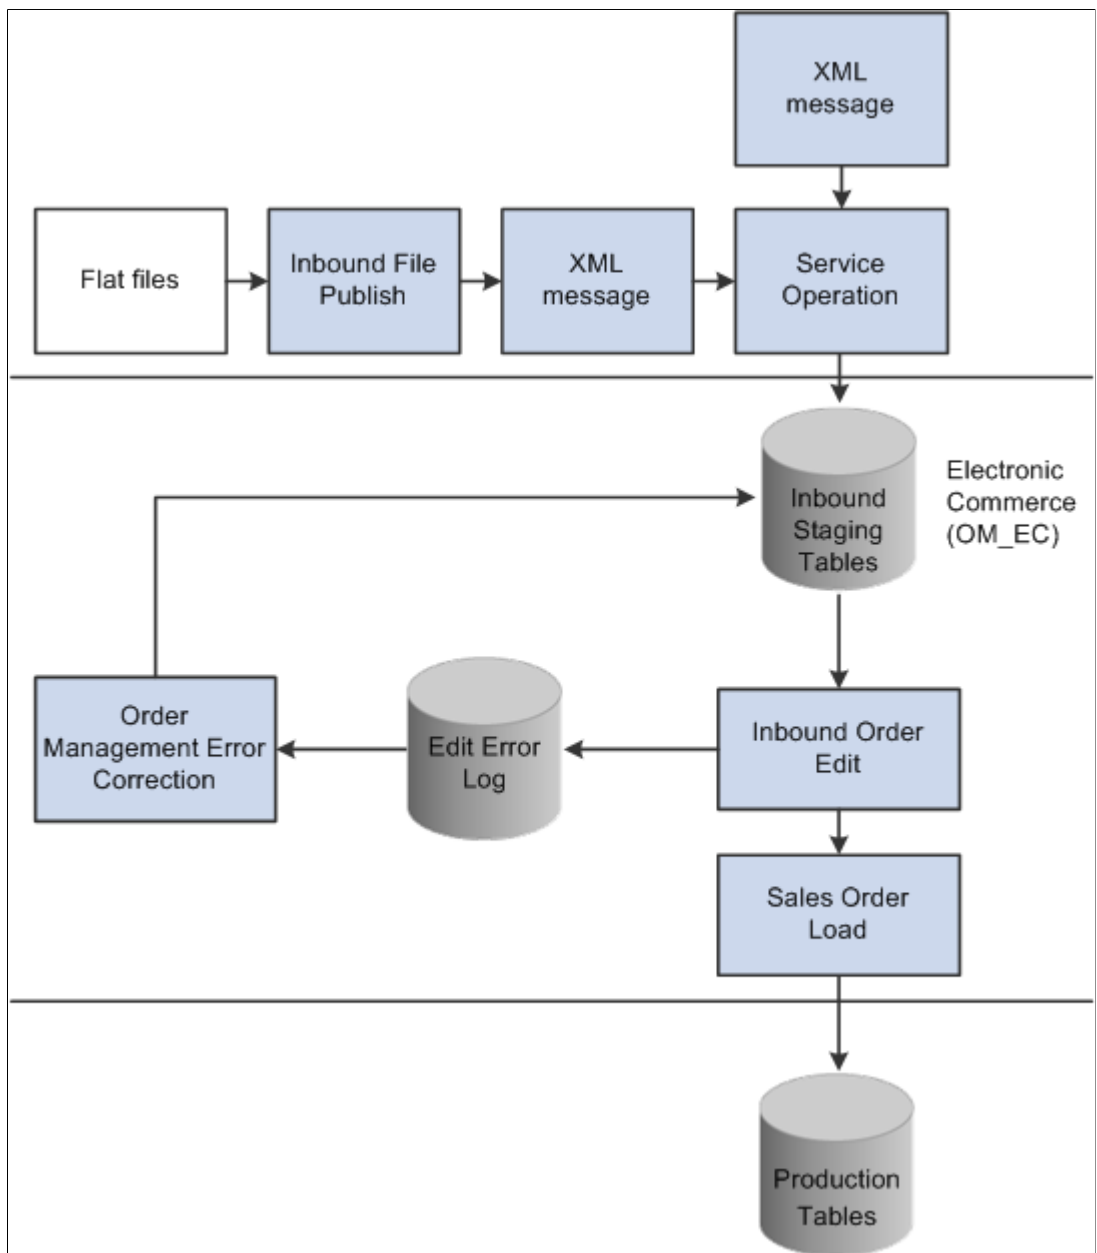 XML
message
Flat files
Inbound File
Publish
XML
message
Service
Operation
Inbound
Staging
Tables
Electronic
Commerce
(OM_EC)
Order
Management Error
Correction
Edit Error
Log
Inbound Order
Edit
Sales Order
Load
Production
Tables